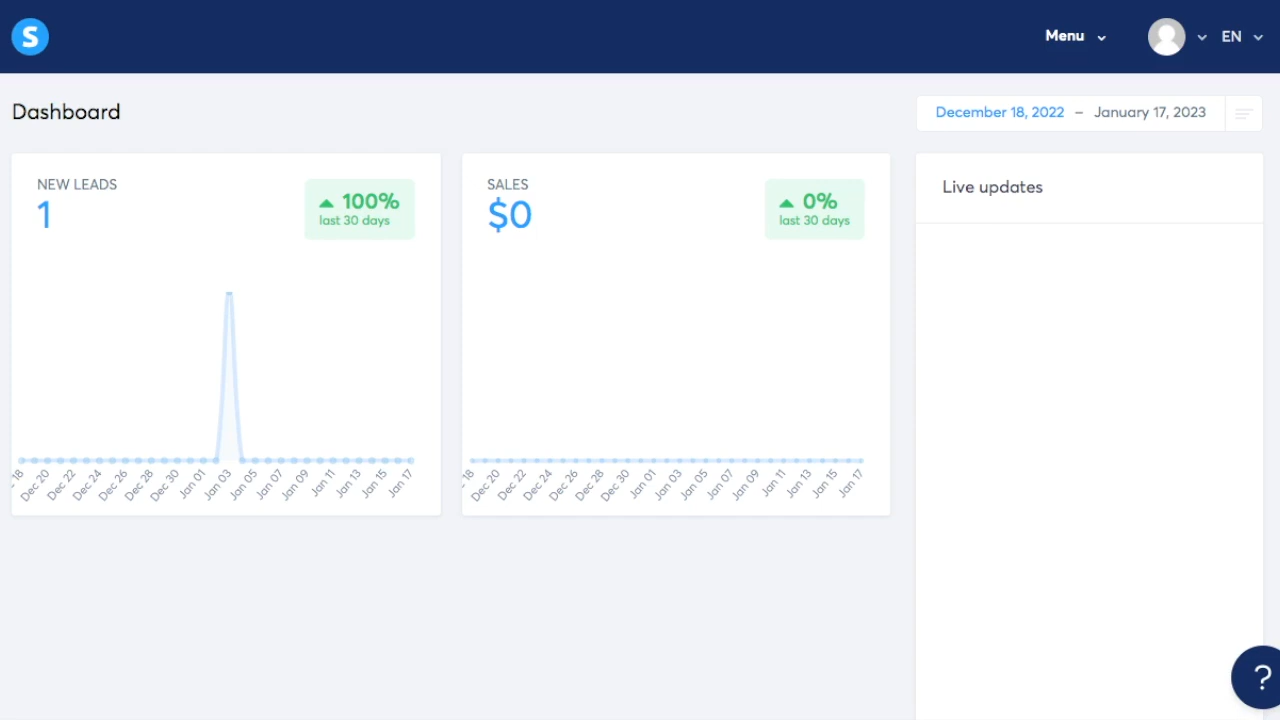 S
Menu
EN
Dashboard
December 18, 2022 – January 17, 2023
NEW LEADS
1
100%
last 30 days
18 Dec 20 Dec 22 Dec 24 Dec 26 Dec 28 Dec 30 Jan 01 Jan 03 Jan 05 Jan 07 Jan 09 Jan 11 Jan 13 Jan 15 Jan 17
SALES
$0
0%
last 30 days
18 Dec 20 Dec 22 Dec 24 Dec 26 Dec 28 Dec 30 Jan 01 Jan 03 Jan 05 Jan 07 Jan 09 Jan 11 Jan 13 Jan 15 Jan 17
Live updates
?